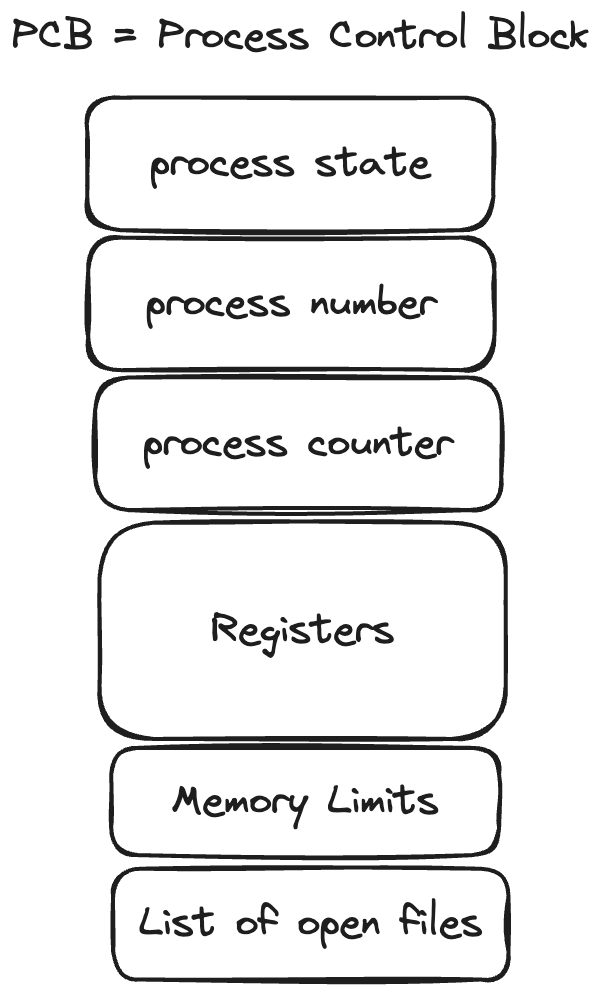 PCB = Process Control Block
process state
process number
process counter
Registers
Memory Limits
List of open files